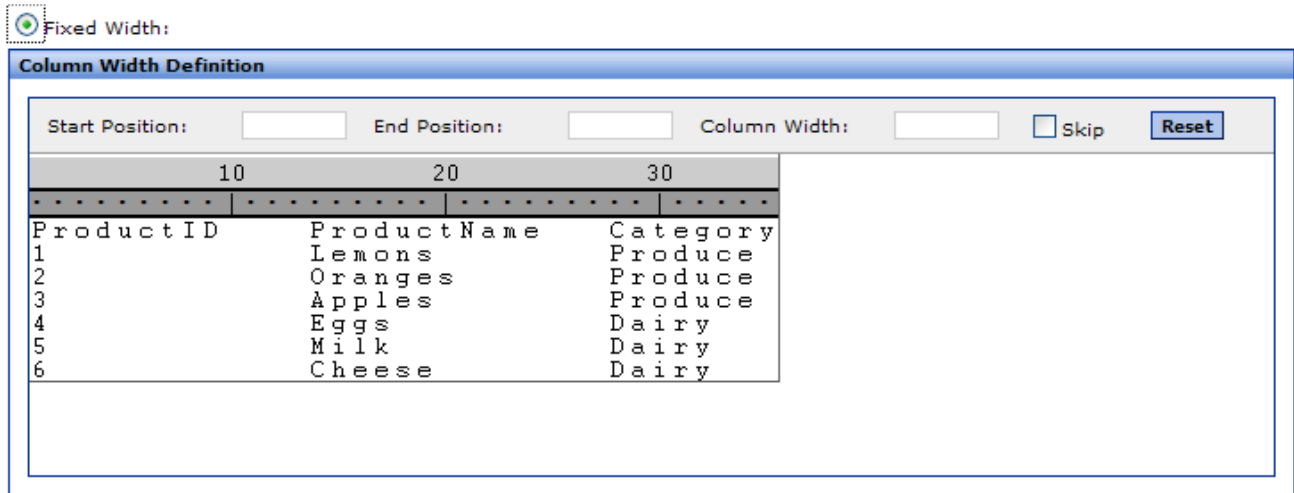 Fixed Width:
Column Width Definition
Start Position: End Position: Column Width: Skip Reset
10 20 30
ProductID ProductName Category
1 Lemons Produce
2 Oranges Produce
3 Apples Produce
4 Eggs Dairy
5 Milk Dairy
6 Cheese Dairy